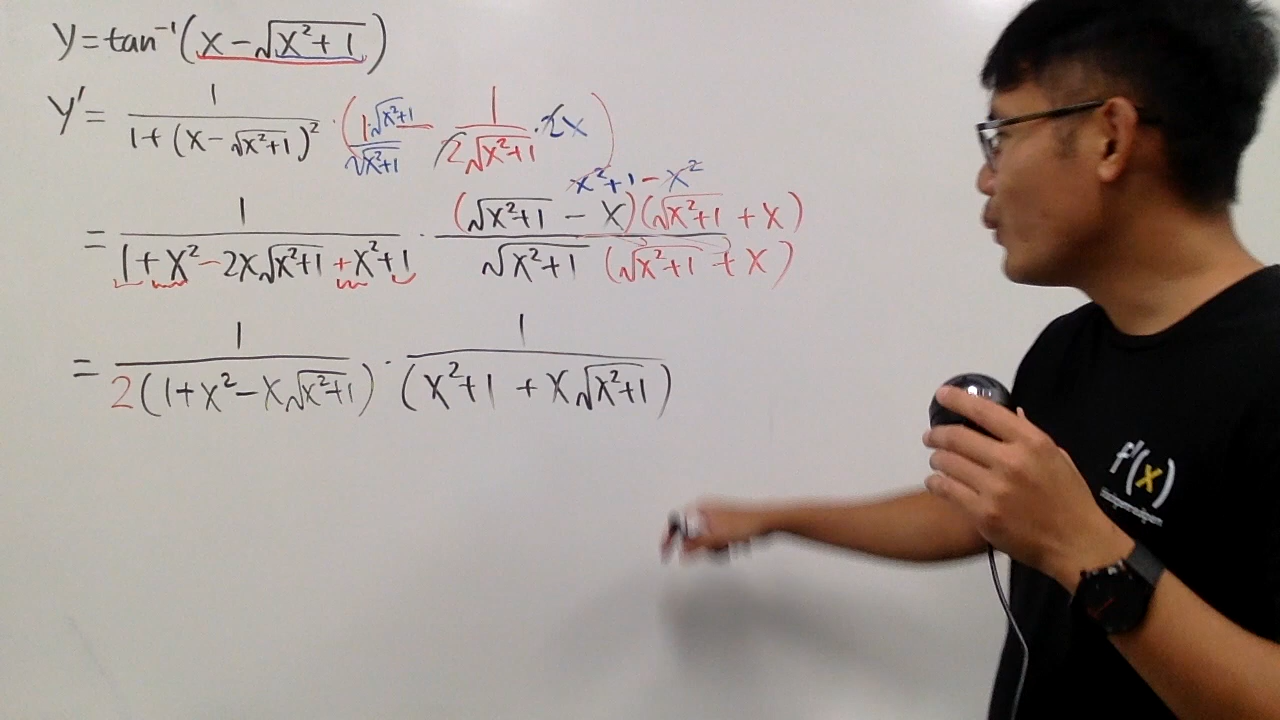 y = tan⁻¹(x − √(x²+1))
y′ = 1/(1 + (x − √(x²+1))²) · (1√(x²+1)/√(x²+1) − 1/(2√(x²+1)) · 2x)
x²+1 − x²
= 1/(1 + x² − 2x√(x²+1) + x² + 1) · (√(x²+1) − x)(√(x²+1) + x)/(√(x²+1) (√(x²+1) + x))
= 1/(2(1 + x² − x√(x²+1))) · 1/(x²+1 + x√(x²+1))
f′(x)